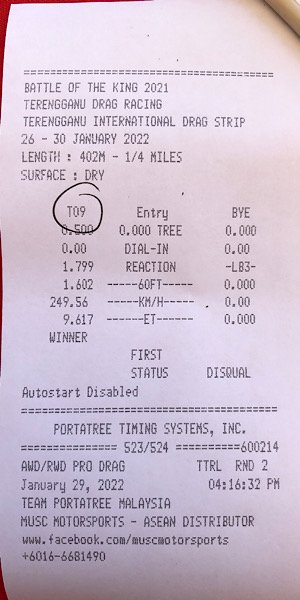 ==================================
BATTLE OF THE KING 2021
TERENGGANU DRAG RACING
TERENGGANU INTERNATIONAL DRAG STRIP
26 - 30 JANUARY 2022
LENGTH : 402M - 1/4 MILES
SURFACE : DRY
T09 Entry BYE
0.500 0.000 TREE 0.000
0.00 DIAL-IN 0.00
1.799 REACTION -LB3-
1.602 -----60FT----- 0.000
249.56 -----KM/H----- 0.00
9.617 ------ET------ 0.000
WINNER
FIRST
STATUS DISQUAL
Autostart Disabled
==================================
PORTATREE TIMING SYSTEMS, INC.
============= 523/524 ==========600214
AWD/RWD PRO DRAG TTRL RND 2
January 29, 2022 04:16:32 PM
TEAM PORTATREE MALAYSIA
MUSC MOTORSPORTS - ASEAN DISTRIBUTOR
www.facebook.com/muscmotorsports
+6016-6681490